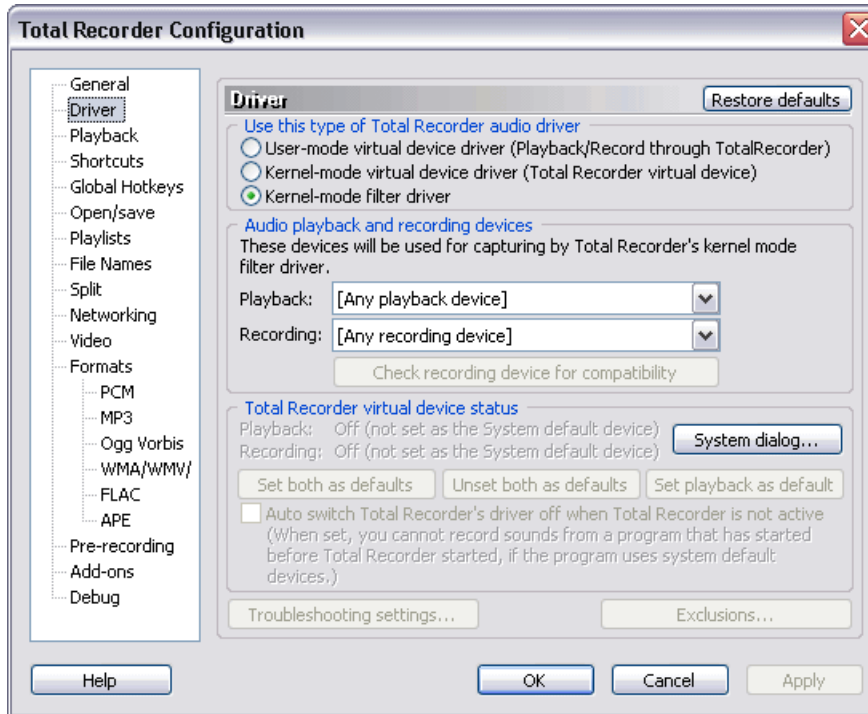 Total Recorder Configuration
General
Driver
Playback
Shortcuts
Global Hotkeys
Open/save
Playlists
File Names
Split
Networking
Video
Formats
PCM
MP3
Ogg Vorbis
WMA/WMV/
FLAC
APE
Pre-recording
Add-ons
Debug
Driver
Restore defaults
Use this type of Total Recorder audio driver
User-mode virtual device driver (Playback/Record through TotalRecorder)
Kernel-mode virtual device driver (Total Recorder virtual device)
Kernel-mode filter driver
Audio playback and recording devices
These devices will be used for capturing by Total Recorder's kernel mode
filter driver.
Playback: [Any playback device]
Recording: [Any recording device]
Check recording device for compatibility
Total Recorder virtual device status
Playback: Off (not set as the System default device)
Recording: Off (not set as the System default device)
System dialog...
Set both as defaults Unset both as defaults Set playback as default
Auto switch Total Recorder's driver off when Total Recorder is not active
(When set, you cannot record sounds from a program that has started
before Total Recorder started, if the program uses system default
devices.)
Troubleshooting settings... Exclusions...
Help OK Cancel Apply